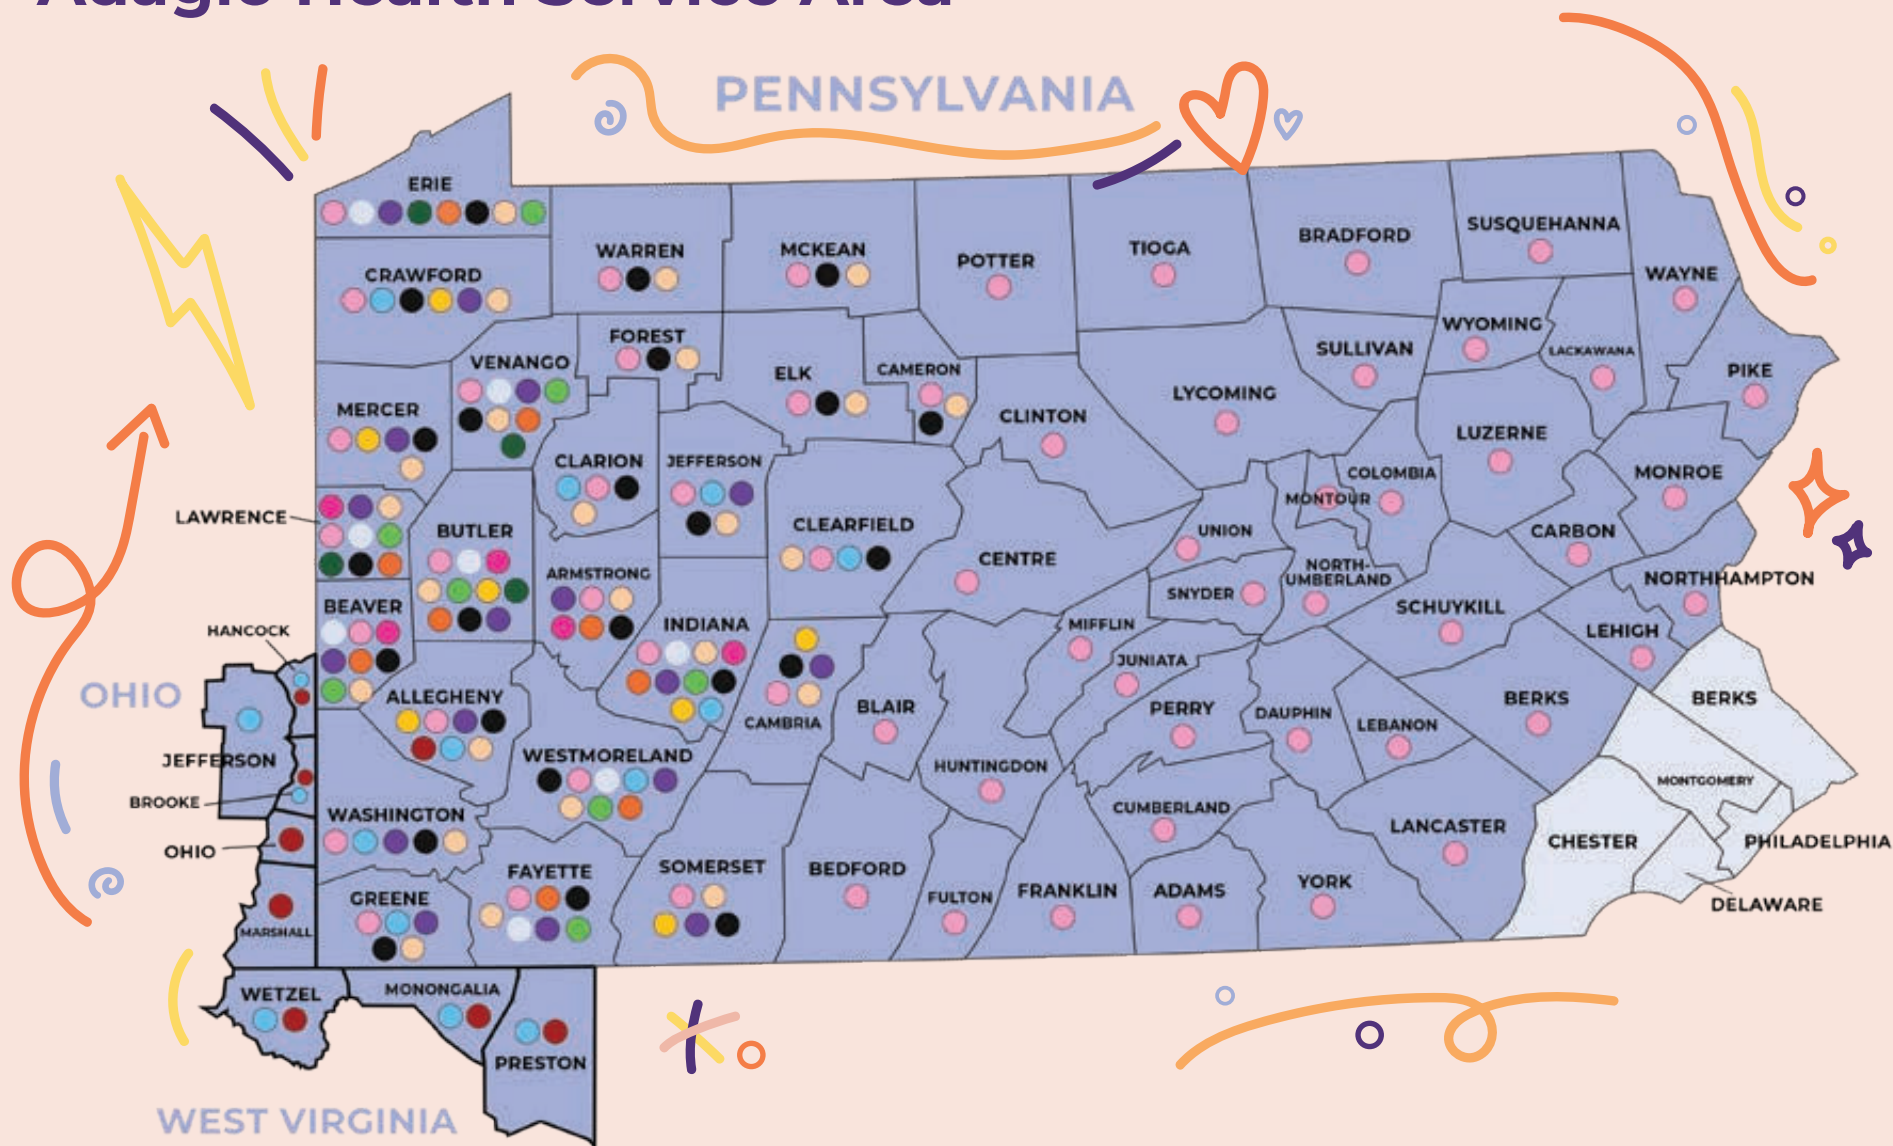 Adagio Health Service Area
PENNSYLVANIA
ERIE
CRAWFORD
WARREN
MCKEAN
POTTER
TIOGA
BRADFORD
SUSQUEHANNA
WAYNE
WYOMING
LACKAWANA
SULLIVAN
PIKE
FOREST
VENANGO
ELK
CAMERON
LYCOMING
CLINTON
MERCER
LUZERNE
CLARION
JEFFERSON
COLOMBIA
MONROE
MONTOUR
LAWRENCE
BUTLER
CLEARFIELD
UNION
CARBON
CENTRE
ARMSTRONG
NORTH-
UMBERLAND
NORTHHAMPTON
SNYDER
BEAVER
SCHUYKILL
INDIANA
MIFFLIN
LEHIGH
HANCOCK
JUNIATA
OHIO
ALLEGHENY
BLAIR
PERRY
DAUPHIN
LEBANON
BERKS
BERKS
CAMBRIA
JEFFERSON
WESTMORELAND
HUNTINGDON
MONTGOMERY
BROOKE
WASHINGTON
CUMBERLAND
LANCASTER
CHESTER
PHILADELPHIA
OHIO
FAYETTE
SOMERSET
BEDFORD
GREENE
FULTON
FRANKLIN
ADAMS
YORK
DELAWARE
MARSHALL
WETZEL
MONONGALIA
PRESTON
WEST VIRGINIA